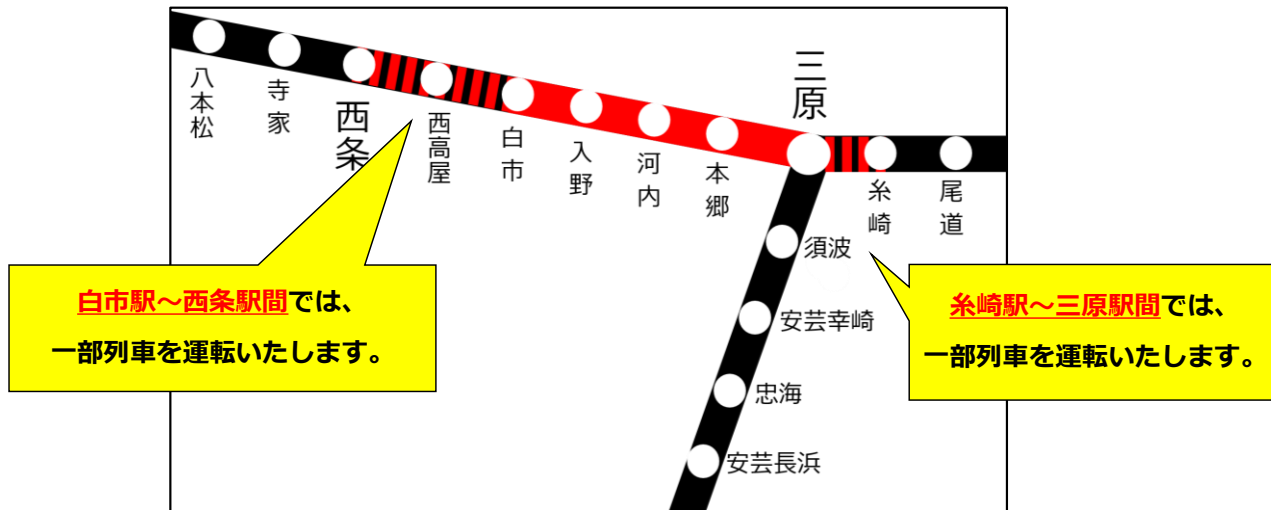 八本松
寺家
西条
西高屋
白市
入野
河内
本郷
三原
糸崎
尾道
須波
安芸幸崎
忠海
安芸長浜
白市駅～西条駅間では、
一部列車を運転いたします。
糸崎駅～三原駅間では、
一部列車を運転いたします。